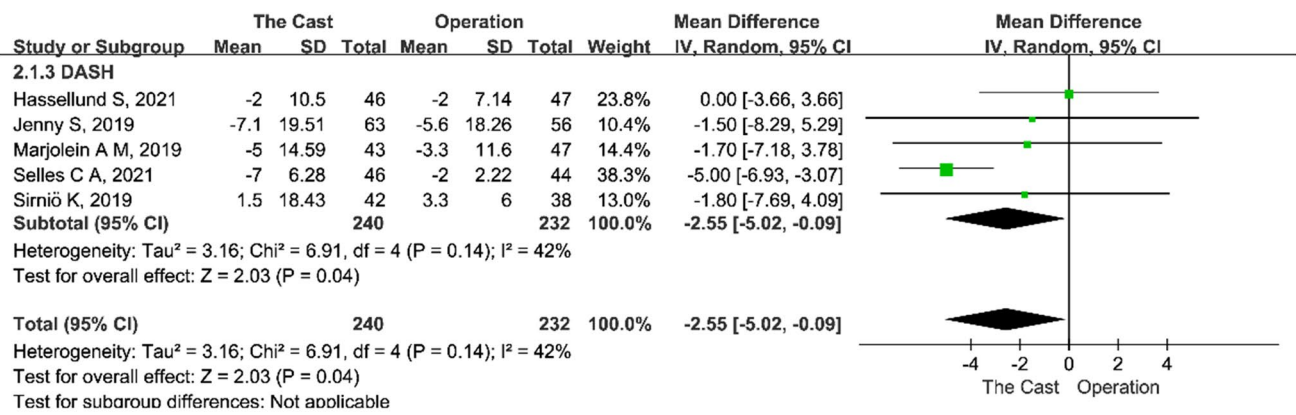 The Cast Operation Mean Difference Mean Difference
Study or Subgroup Mean SD Total Mean SD Total Weight IV, Random, 95% CI IV, Random, 95% CI
2.1.3 DASH
Hassellund S, 2021 -2 10.5 46 -2 7.14 47 23.8% 0.00 [-3.66, 3.66]
Jenny S, 2019 -7.1 19.51 63 -5.6 18.26 56 10.4% -1.50 [-8.29, 5.29]
Marjolein A M, 2019 -5 14.59 43 -3.3 11.6 47 14.4% -1.70 [-7.18, 3.78]
Selles C A, 2021 -7 6.28 46 -2 2.22 44 38.3% -5.00 [-6.93, -3.07]
Sirniö K, 2019 1.5 18.43 42 3.3 6 38 13.0% -1.80 [-7.69, 4.09]
Subtotal (95% CI) 240 232 100.0% -2.55 [-5.02, -0.09]
Heterogeneity: Tau² = 3.16; Chi² = 6.91, df = 4 (P = 0.14); I² = 42%
Test for overall effect: Z = 2.03 (P = 0.04)
Total (95% CI) 240 232 100.0% -2.55 [-5.02, -0.09]
Heterogeneity: Tau² = 3.16; Chi² = 6.91, df = 4 (P = 0.14); I² = 42%
Test for overall effect: Z = 2.03 (P = 0.04)
Test for subgroup differences: Not applicable
-4 -2 0 2 4
The Cast Operation